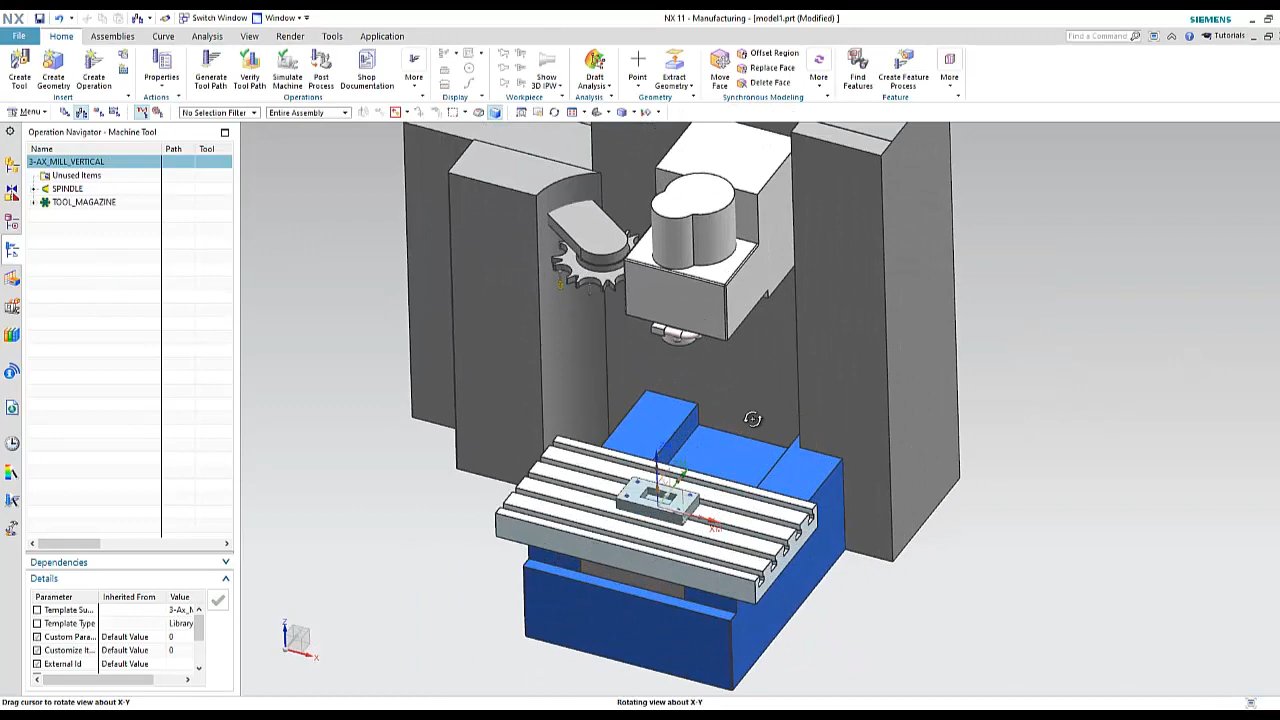 NX Switch Window Window NX 11 - Manufacturing - [model1.prt (Modified) ] SIEMENS
File Home Assemblies Curve Analysis View Render Tools Application Find a Command Tutorials
Create Tool Create Geometry Create Operation Properties Generate Tool Path Verify Tool Path Simulate Machine Post Process Shop Documentation More Show 3D IPW Draft Analysis Point Extract Geometry Move Face Offset Region Replace Face Delete Face More Find Features Create Feature Process More
Insert Actions Operations Display Workpiece Analysis Geometry Synchronous Modeling Feature
Menu No Selection Filter Entire Assembly
Operation Navigator - Machine Tool
Name Path Tool
3-AX_MILL_VERTICAL
Unused Items
SPINDLE
TOOL_MAGAZINE
XM
Dependencies
Details
Parameter Inherited From Value
Template Su... 3-Ax_M
Template Type Library
Custom Para... Default Value 0
Customize It... Default Value 0
External Id Default Value
Z
X
Drag cursor to rotate view about X-Y Rotating view about X-Y